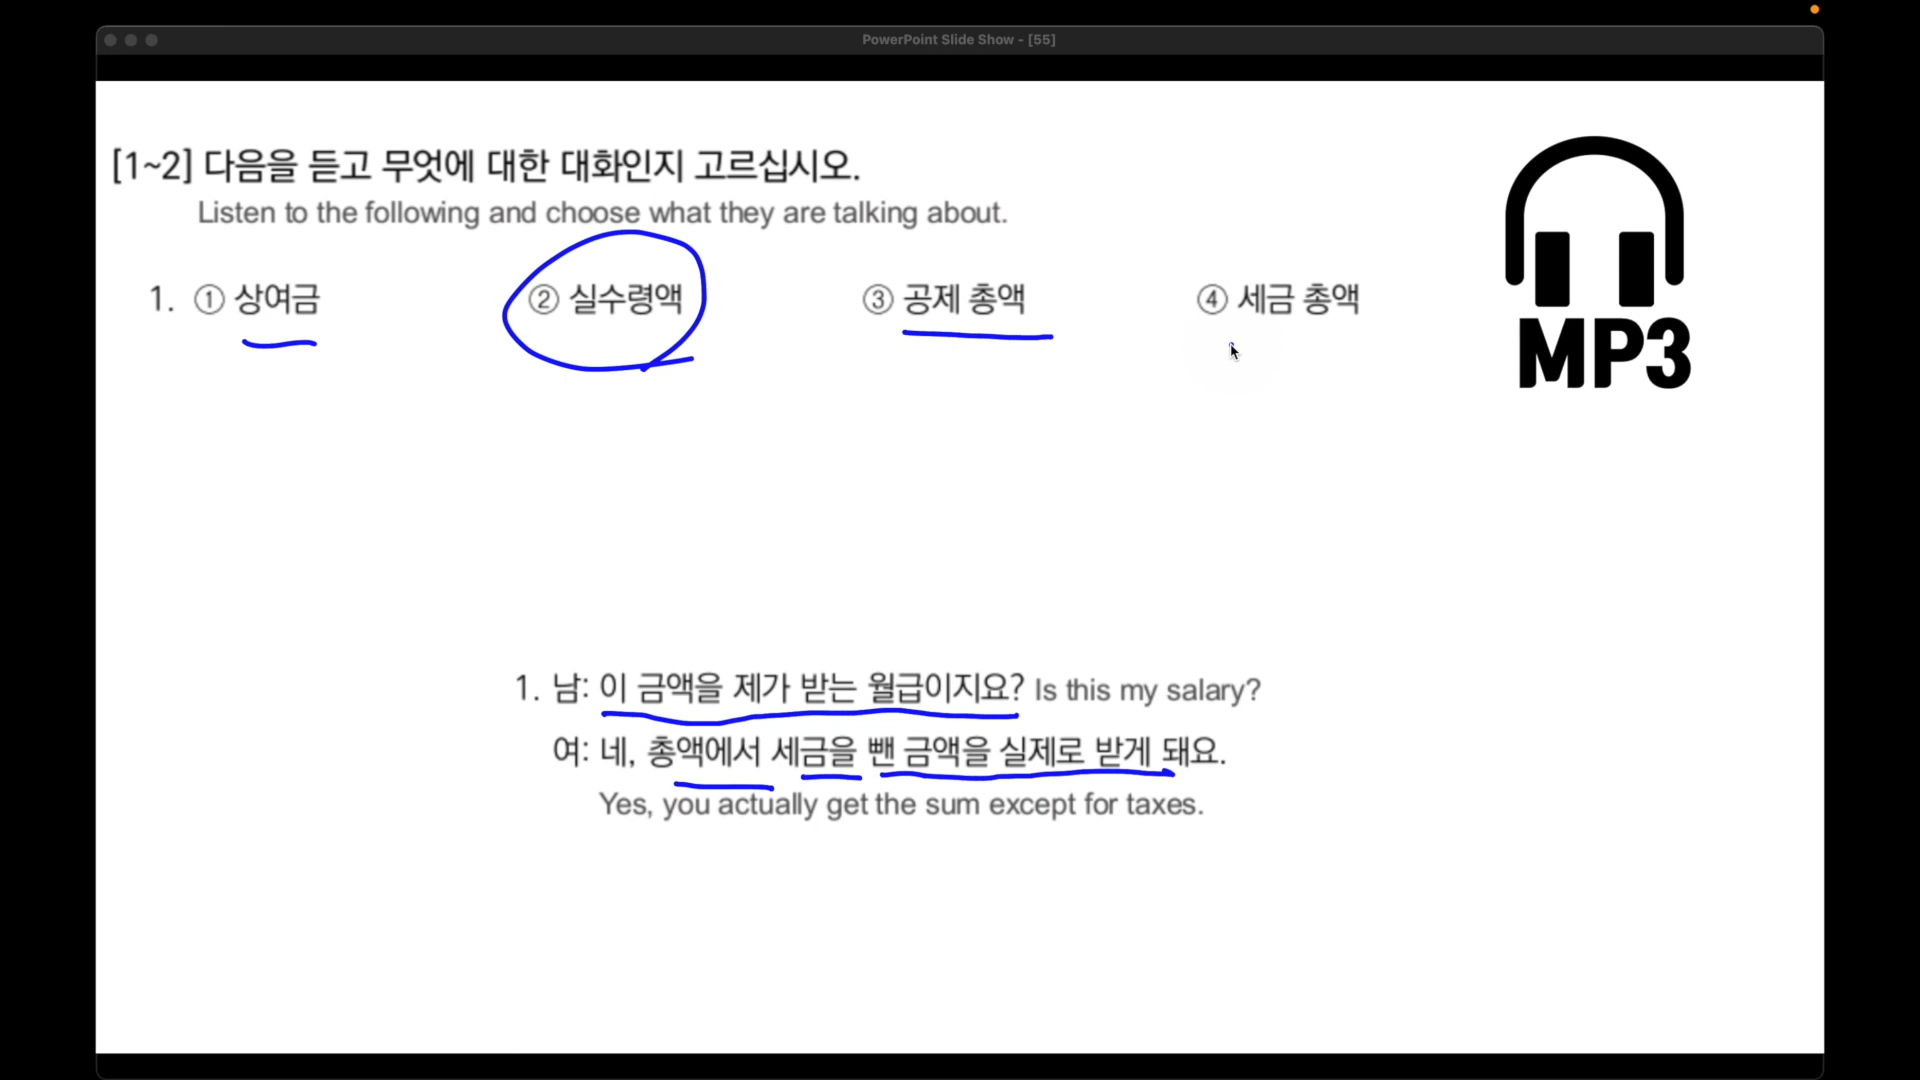 PowerPoint Slide Show - [55]
[1~2] 다음을 듣고 무엇에 대한 대화인지 고르십시오.
Listen to the following and choose what they are talking about.
1. ① 상여금 ② 실수령액 ③ 공제 총액 ④ 세금 총액
MP3
1. 남: 이 금액을 제가 받는 월급이지요? Is this my salary?
여: 네, 총액에서 세금을 뺀 금액을 실제로 받게 돼요.
Yes, you actually get the sum except for taxes.